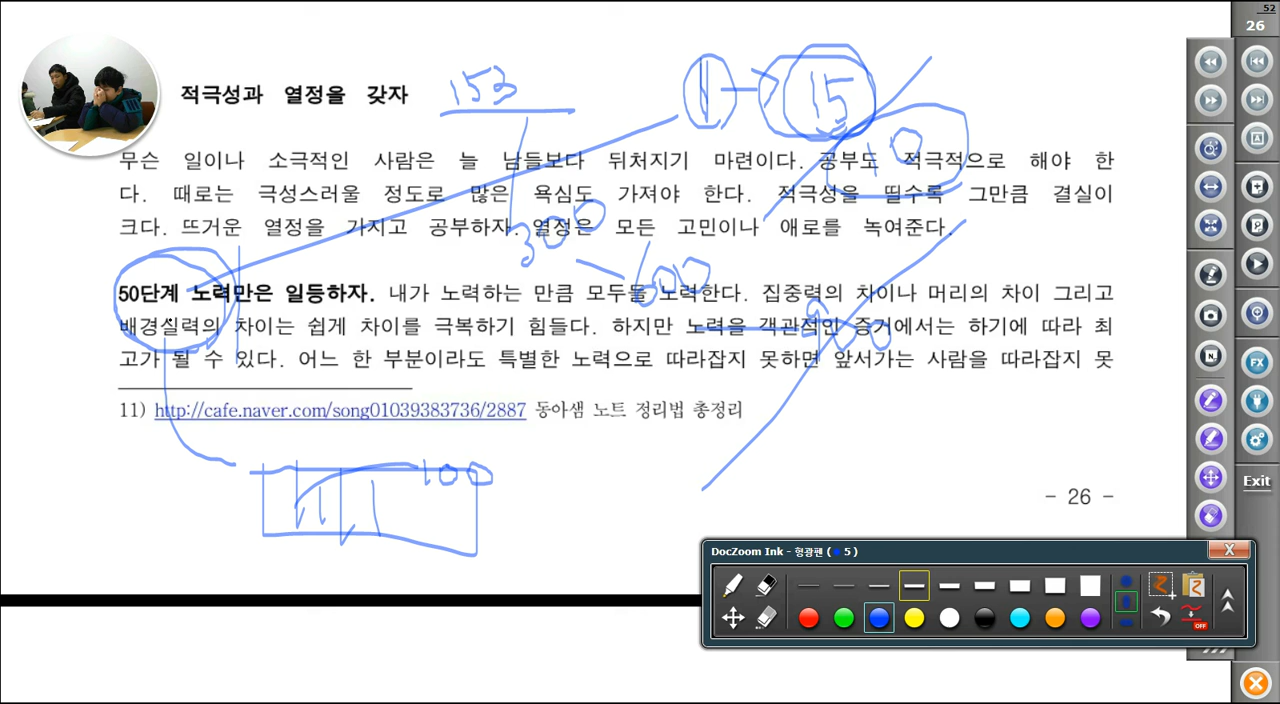 52
26
적극성과 열정을 갖자
153
15
10
무슨 일이나 소극적인 사람은 늘 남들보다 뒤처지기 마련이다. 공부도 적극적으로 해야 한
다. 때로는 극성스러울 정도로 많은 욕심도 가져야 한다. 적극성을 띨수록 그만큼 결실이
크다. 뜨거운 열정을 가지고 공부하자. 열정은 모든 고민이나 애로를 녹여준다.
300
600
50단계 노력만은 일등하자. 내가 노력하는 만큼 모두들 노력한다. 집중력의 차이나 머리의 차이 그리고
배경실력의 차이는 쉽게 차이를 극복하기 힘들다. 하지만 노력을 객관적인 증거에서는 하기에 따라 최
900
고가 될 수 있다. 어느 한 부분이라도 특별한 노력으로 따라잡지 못하면 앞서가는 사람을 따라잡지 못
11) http://cafe.naver.com/song01039383736/2887 동아샘 노트 정리법 총정리
100
- 26 -
FX
Exit
DocZoom Ink - 형광펜 ( 5 )
OFF